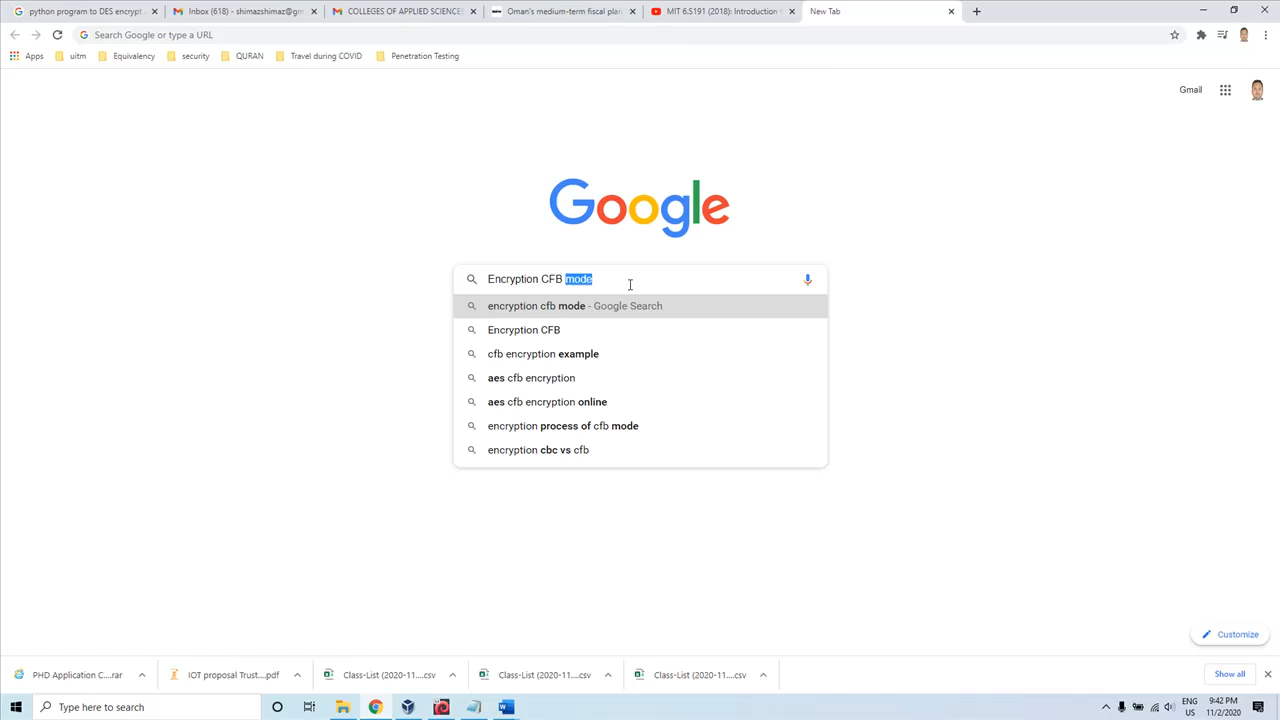 python program to DES encrypt
Inbox (618) - shimazshimaz@gm
COLLEGES OF APPLIED SCIENCES
Oman's medium-term fiscal plan
MIT 6.S191 (2018): Introduction
New Tab
Search Google or type a URL
Apps
uitm
Equivalency
security
QURAN
Travel during COVID
Penetration Testing
Gmail
Google
Encryption CFB mode
encryption cfb mode - Google Search
Encryption CFB
cfb encryption example
aes cfb encryption
aes cfb encryption online
encryption process of cfb mode
encryption cbc vs cfb
Customize
PHD Application C....rar
IOT proposal Trust....pdf
Class-List (2020-11....csv
Class-List (2020-11....csv
Class-List (2020-11....csv
Show all
Type here to search
ENG
US
9:42 PM
11/2/2020